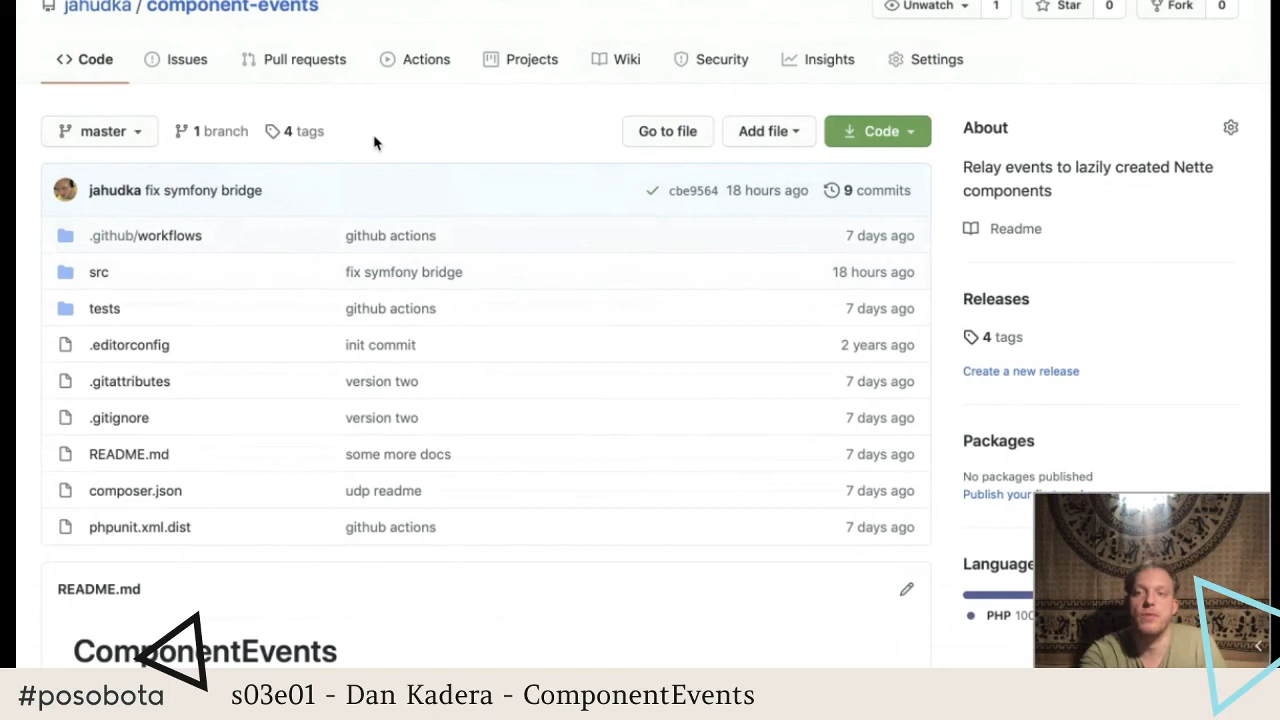 jahudka / component-events
Unwatch 1 Star 0 Fork 0
Code Issues Pull requests Actions Projects Wiki Security Insights Settings
master 1 branch 4 tags Go to file Add file Code
jahudka fix symfony bridge cbe9564 18 hours ago 9 commits
.github/workflows github actions 7 days ago
src fix symfony bridge 18 hours ago
tests github actions 7 days ago
.editorconfig init commit 2 years ago
.gitattributes version two 7 days ago
.gitignore version two 7 days ago
README.md some more docs 7 days ago
composer.json udp readme 7 days ago
phpunit.xml.dist github actions 7 days ago
README.md
ComponentEvents
About
Relay events to lazily created Nette
components
Readme
Releases
4 tags
Create a new release
Packages
No packages published
Publish your
Language
PHP 100
#posobota s03e01 - Dan Kadera - ComponentEvents